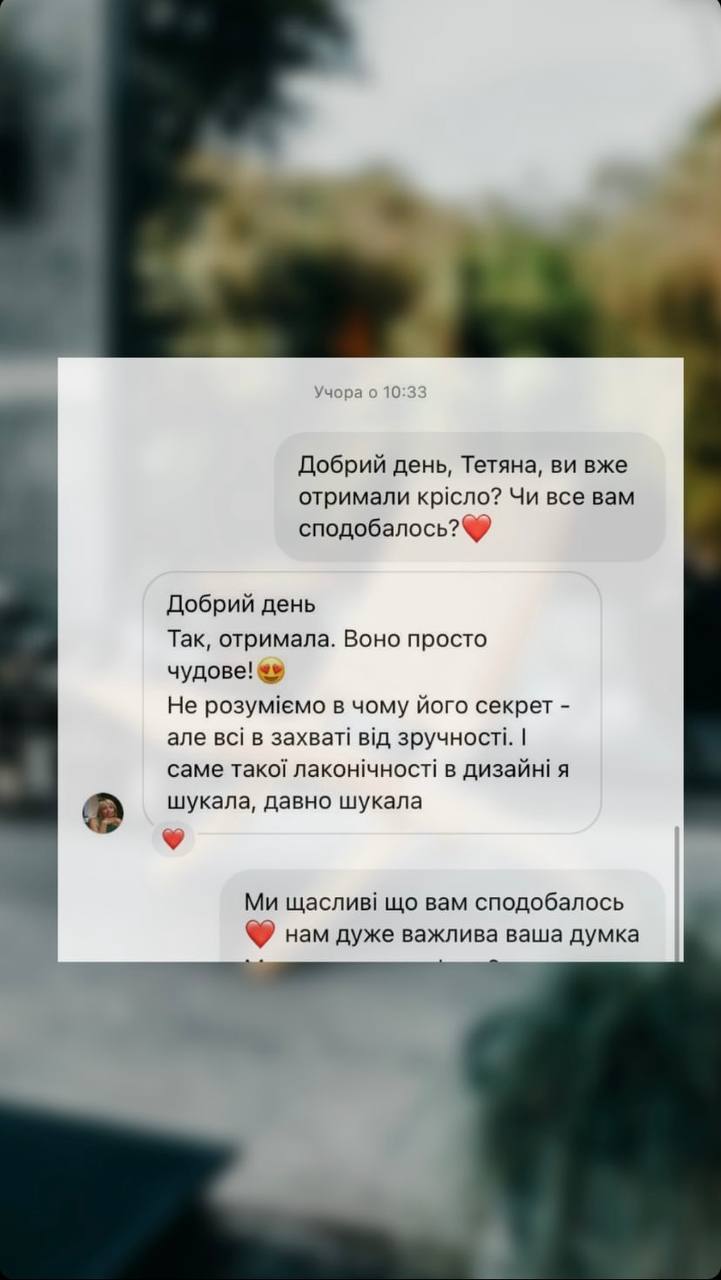 Учора о 10:33
Добрий день, Тетяна, ви вже
отримали крісло? Чи все вам
сподобалось?❤️
Добрий день
Так, отримала. Воно просто
чудове!😍
Не розуміємо в чому його секрет -
але всі в захваті від зручності. І
саме такої лаконічності в дизайні я
шукала, давно шукала
❤️
Ми щасливі що вам сподобалось
❤️ нам дуже важлива ваша думка